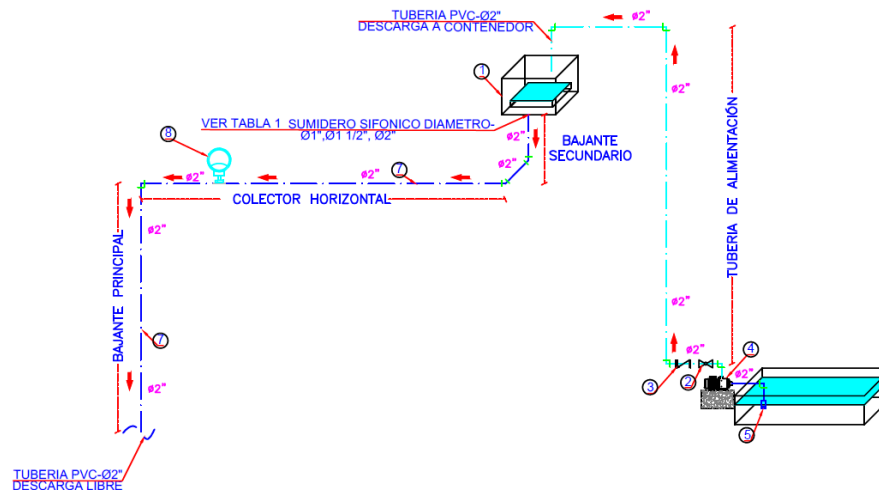 TUBERIA PVC-Ø2"
DESCARGA A CONTENEDOR
ø2"
1
ø2"
8
VER TABLA 1 SUMIDERO SIFONICO DIAMETRO-
Ø1",Ø1 1/2", Ø2"
ø2"
BAJANTE
SECUNDARIO
TUBERIA DE ALIMENTACIÓN
ø2"
ø2"
ø2"
7
COLECTOR HORIZONTAL
ø2"
BAJANTE PRINCIPAL
ø2"
7
ø2"
ø2"
4
ø2"
3
2
ø2"
5
TUBERIA PVC-Ø2"
DESCARGA LIBRE